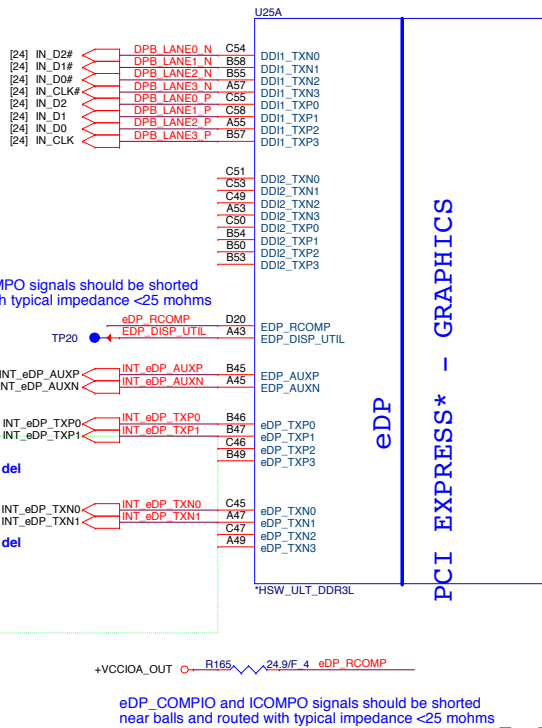 U25A
[24] IN_D2# DPB_LANE0_N C54 DDI1_TXN0
[24] IN_D1# DPB_LANE1_N B58 DDI1_TXN1
[24] IN_D0# DPB_LANE2_N B55 DDI1_TXN2
[24] IN_CLK# DPB_LANE3_N A57 DDI1_TXN3
[24] IN_D2 DPB_LANE0_P C55 DDI1_TXP0
[24] IN_D1 DPB_LANE1_P C58 DDI1_TXP1
[24] IN_D0 DPB_LANE2_P A55 DDI1_TXP2
[24] IN_CLK DPB_LANE3_P B57 DDI1_TXP3
C51 DDI2_TXN0
C53 DDI2_TXN1
C49 DDI2_TXN2
A53 DDI2_TXN3
C50 DDI2_TXP0
B54 DDI2_TXP1
B50 DDI2_TXP2
B53 DDI2_TXP3
MPO signals should be shorted
h typical impedance <25 mohms
eDP_RCOMP D20 EDP_RCOMP
TP20 EDP_DISP_UTIL A43 EDP_DISP_UTIL
INT_eDP_AUXP INT_eDP_AUXP B45 EDP_AUXP
INT_eDP_AUXN INT_eDP_AUXN A45 EDP_AUXN
INT_eDP_TXP0 INT_eDP_TXP0 B46 eDP_TXP0
INT_eDP_TXP1 INT_eDP_TXP1 B47 eDP_TXP1
C46 eDP_TXP2
B49 eDP_TXP3
del
INT_eDP_TXN0 INT_eDP_TXN0 C45 eDP_TXN0
INT_eDP_TXN1 INT_eDP_TXN1 A47 eDP_TXN1
C47 eDP_TXN2
A49 eDP_TXN3
del
eDP
PCI EXPRESS* - GRAPHICS
*HSW_ULT_DDR3L
+VCCIOA_OUT R165 24.9/F_4 eDP_RCOMP
eDP_COMPIO and ICOMPO signals should be shorted
near balls and routed with typical impedance <25 mohms